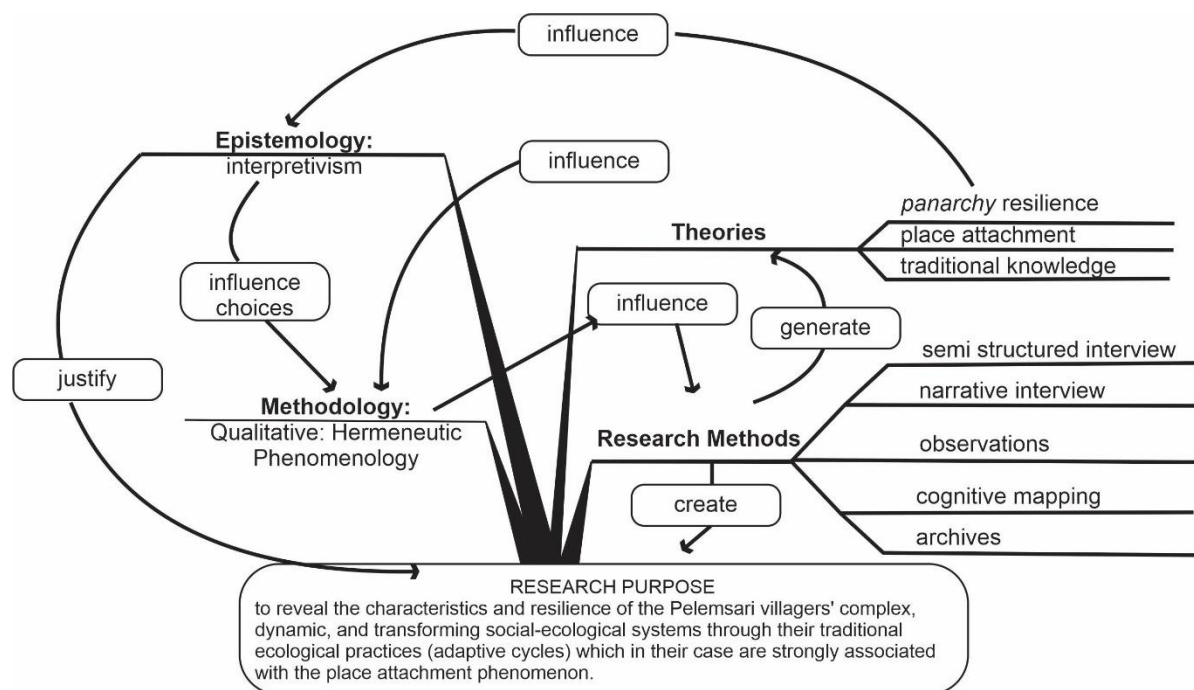 influence
Epistemology:
interpretivism
influence
panarchy resilience
Theories
place attachment
traditional knowledge
influence
choices
influence
generate
justify
semi structured interview
narrative interview
Methodology:
Qualitative: Hermeneutic
Phenomenology
Research Methods
observations
create
cognitive mapping
archives
RESEARCH PURPOSE
to reveal the characteristics and resilience of the Pelemsari villagers' complex,
dynamic, and transforming social-ecological systems through their traditional
ecological practices (adaptive cycles) which in their case are strongly associated
with the place attachment phenomenon.